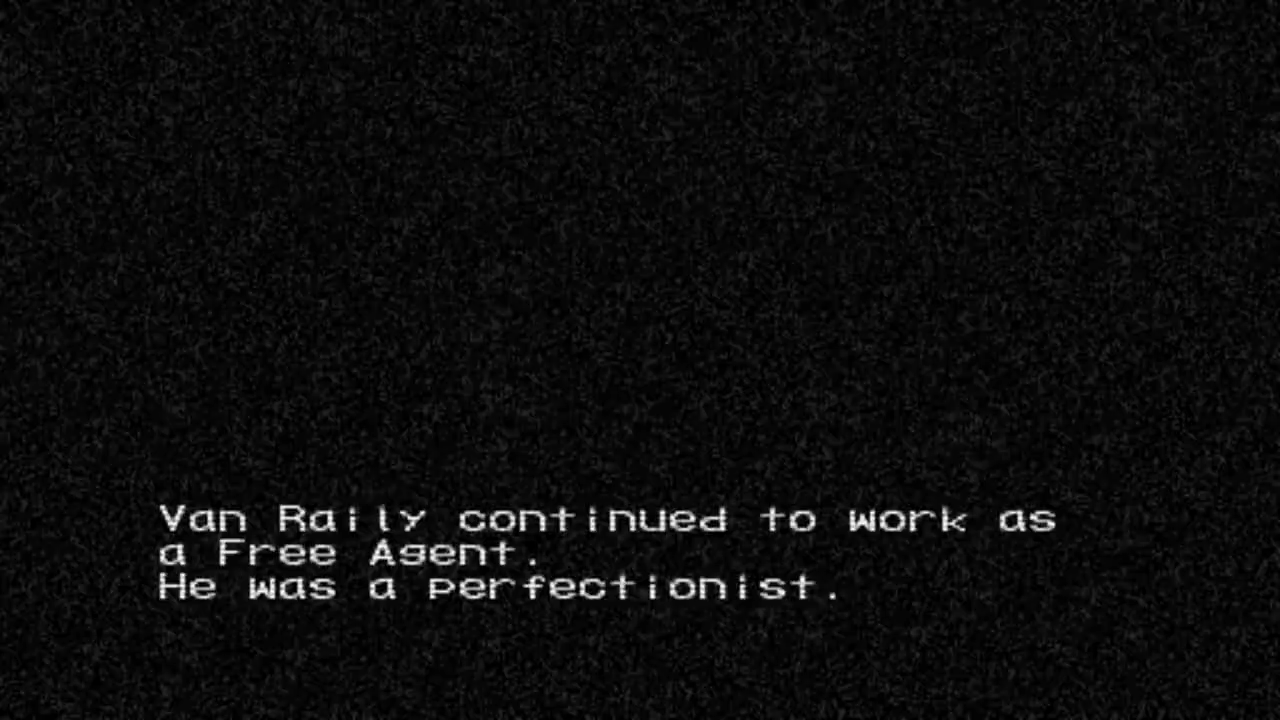 Van Raily continued to work as
a Free Agent.
He was a perfectionist.